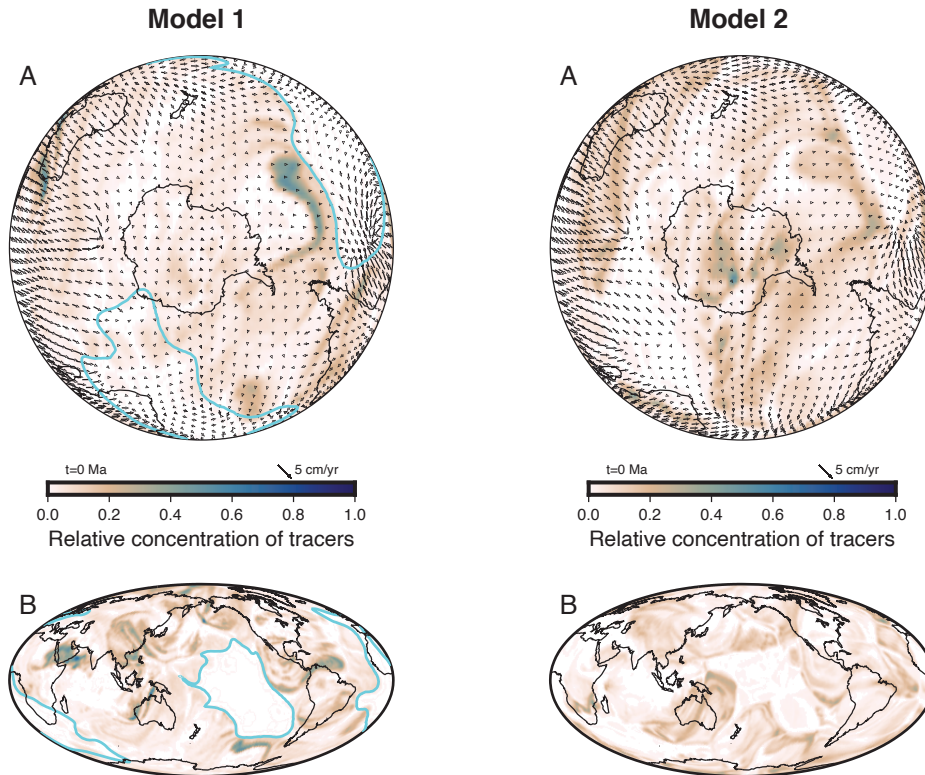 Model 1
Model 2
A
A
t=0 Ma
5 cm/yr
t=0 Ma
5 cm/yr
0.0 0.2 0.4 0.6 0.8 1.0
0.0 0.2 0.4 0.6 0.8 1.0
Relative concentration of tracers
Relative concentration of tracers
B
B